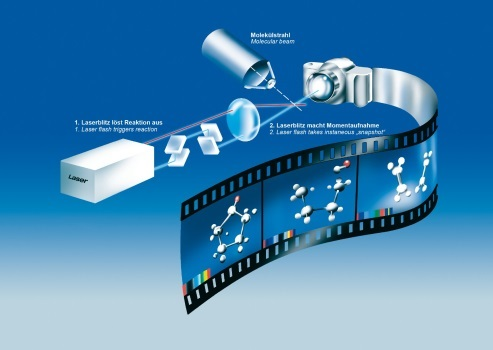 Molekülstrahl
Molecular beam
1. Laserblitz löst Reaktion aus
1. Laser flash triggers reaction
2. Laserblitz macht Momentaufnahme
2. Laser flash takes instaneous „snapshot"
Laser